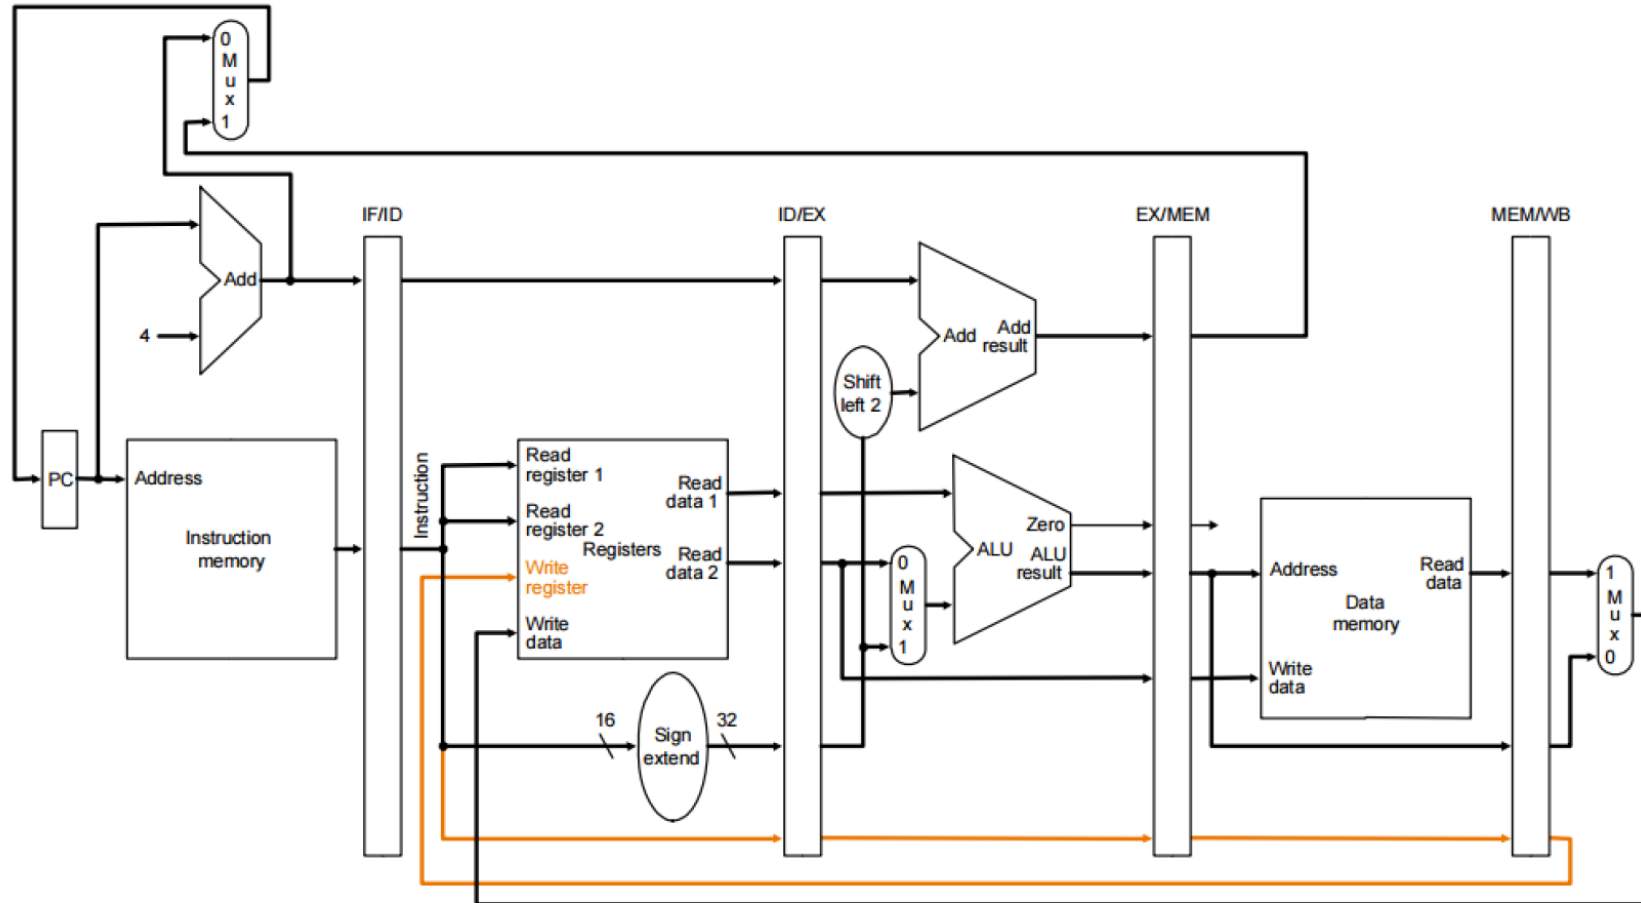 0
M
u
x
1
IF/ID
ID/EX
EX/MEM
MEM/WB
Add
4
Add
Add
result
Shift
left 2
PC
Address
Instruction
memory
Instruction
Read
register 1
Read
register 2
Write
register
Write
data
Registers
Read
data 1
Read
data 2
16
Sign
extend
32
0
M
u
x
1
Zero
ALU
ALU
result
Address
Read
data
Data
memory
Write
data
1
M
u
x
0